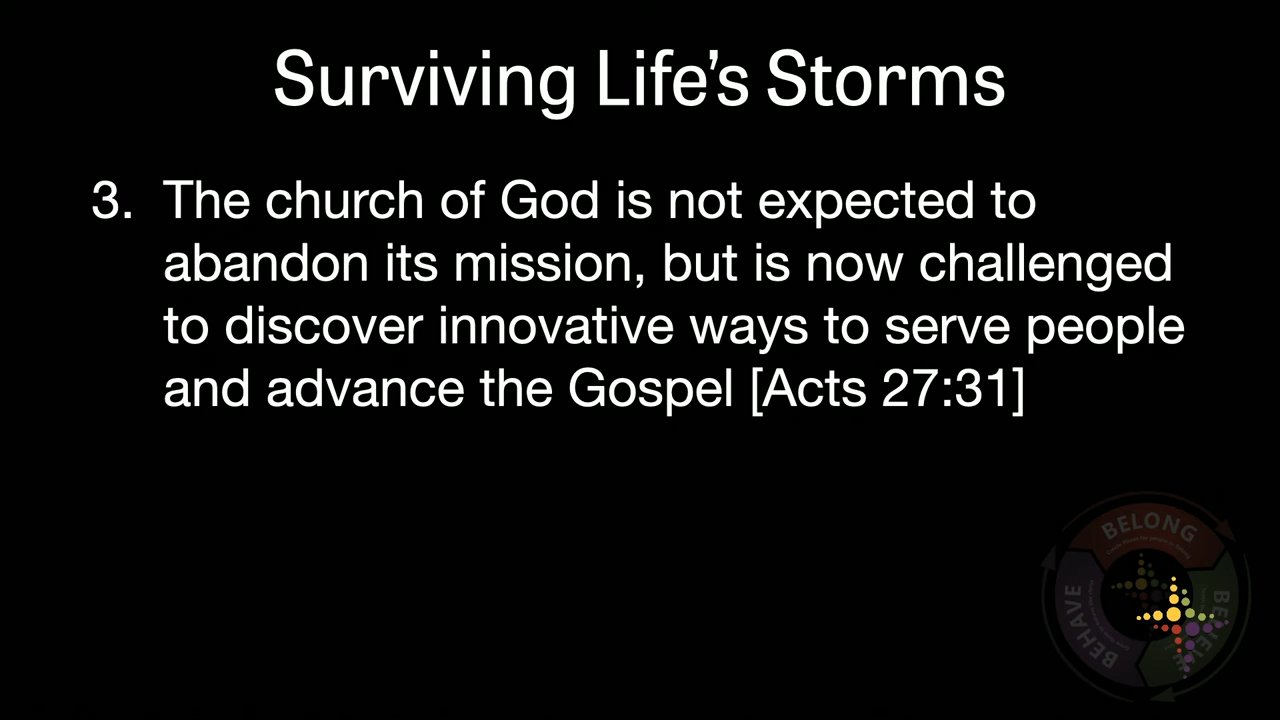 Surviving Life’s Storms
3. The church of God is not expected to
abandon its mission, but is now challenged
to discover innovative ways to serve people
and advance the Gospel [Acts 27:31]
BELONG
BEHAVE